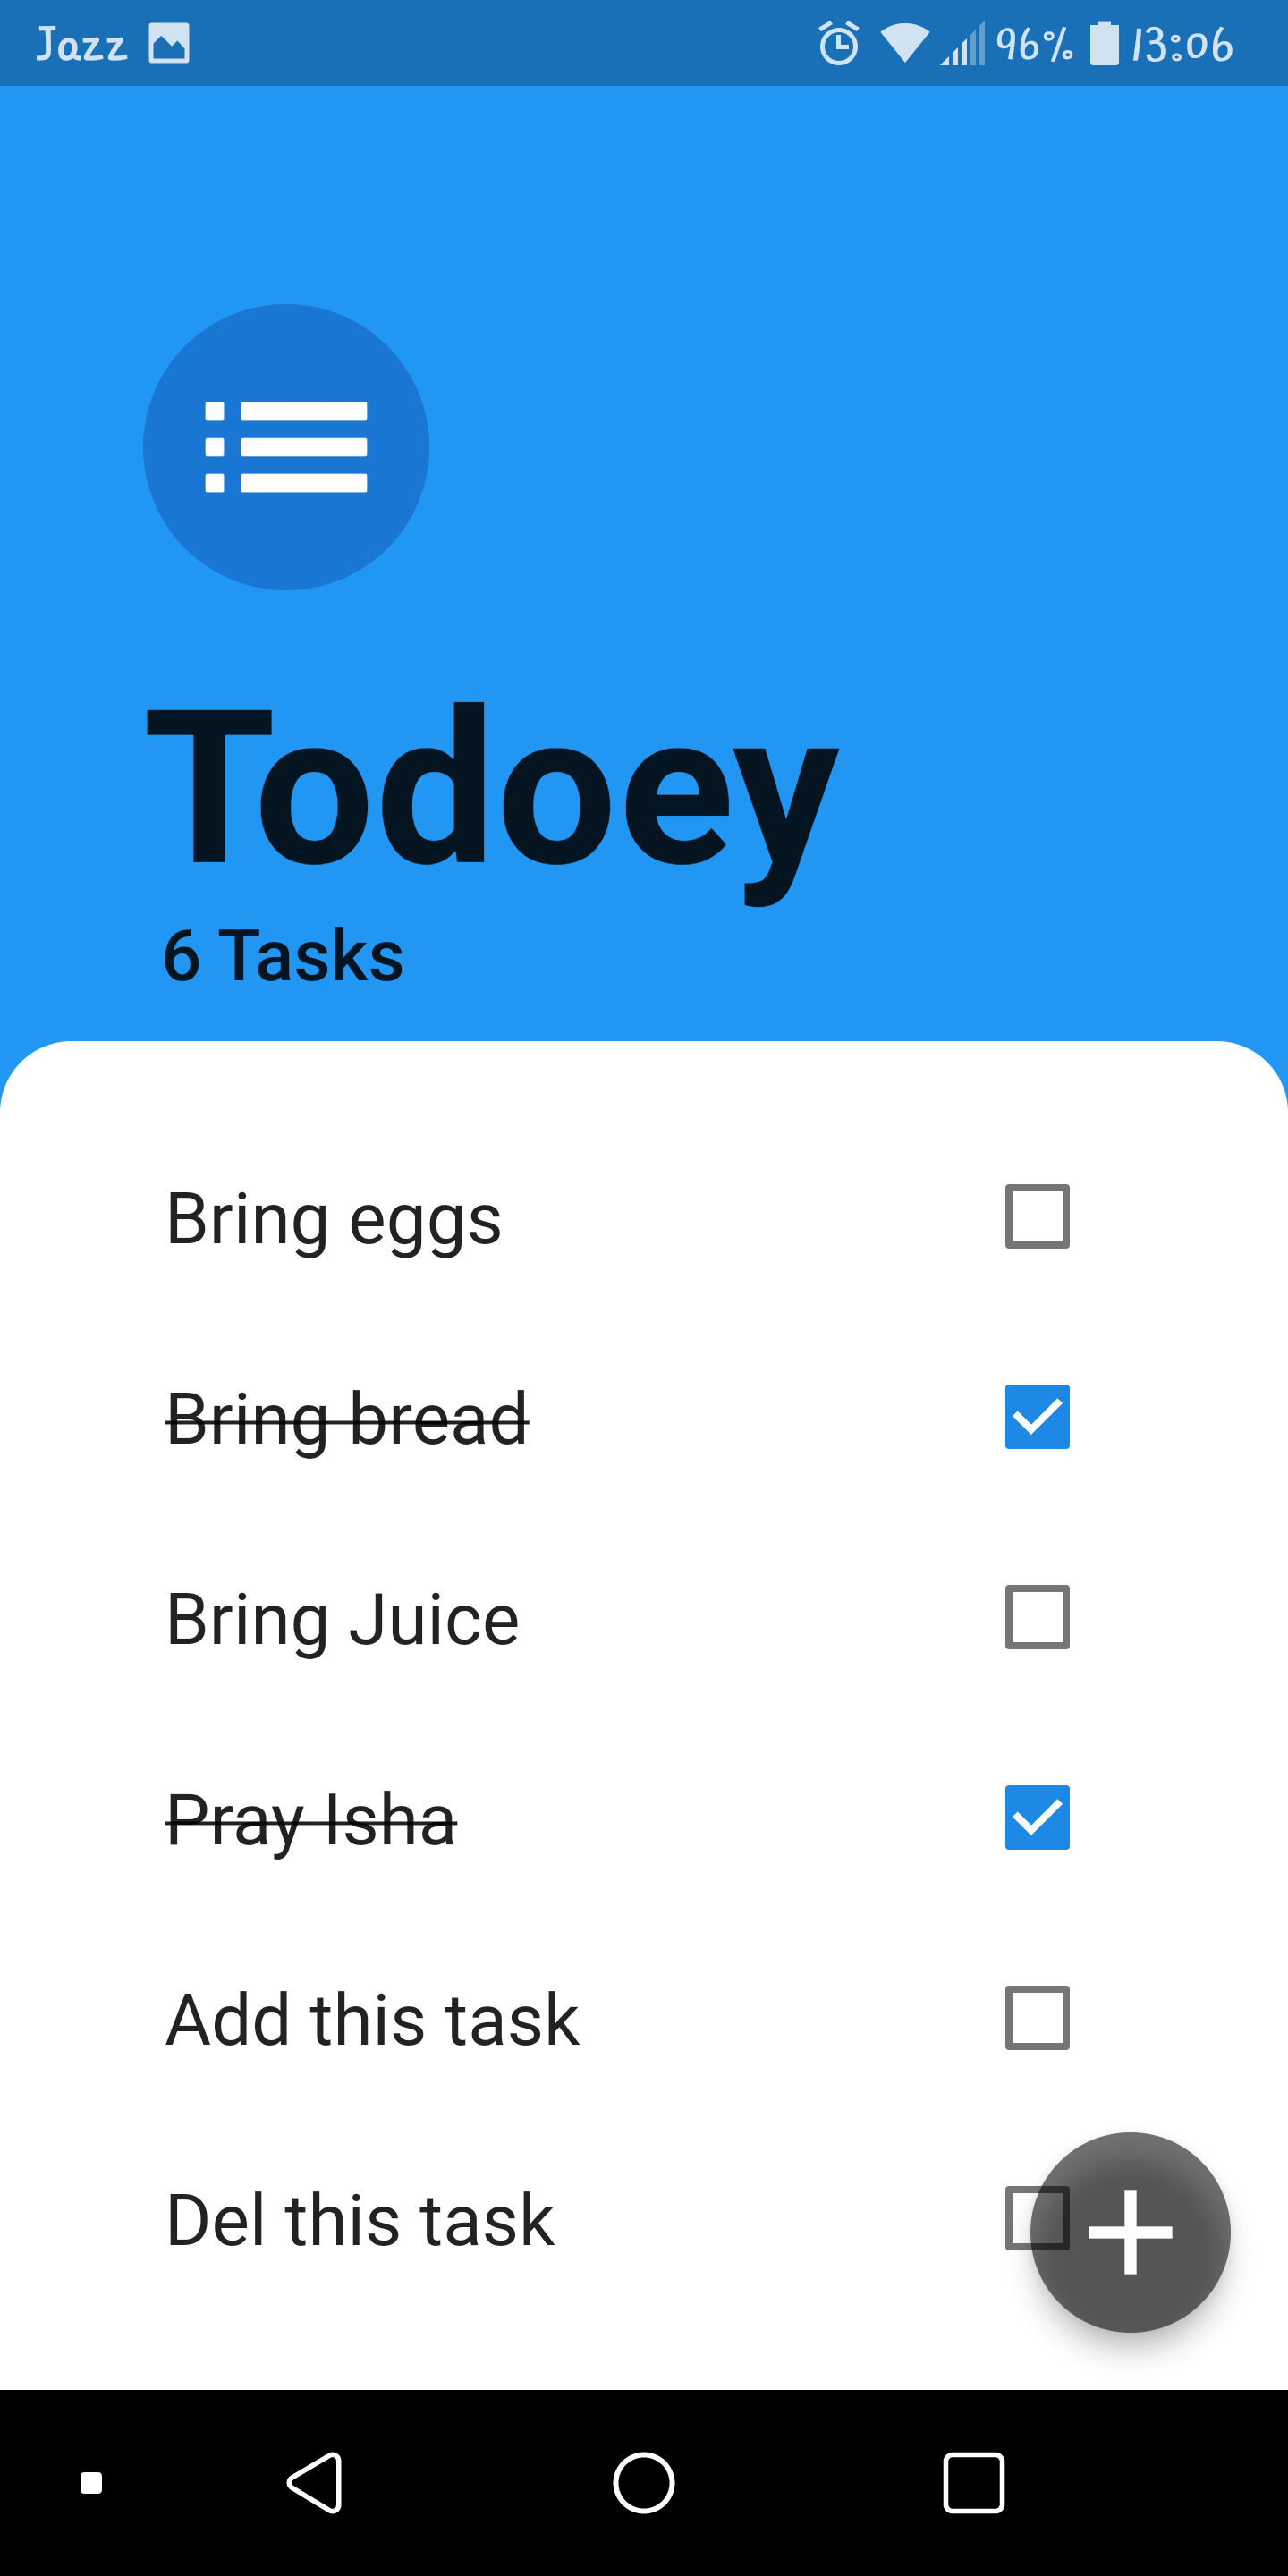 Jazz 96% 13:06
Todoey
6 Tasks
Bring eggs
Bring bread
Bring Juice
Pray Isha
Add this task
Del this task